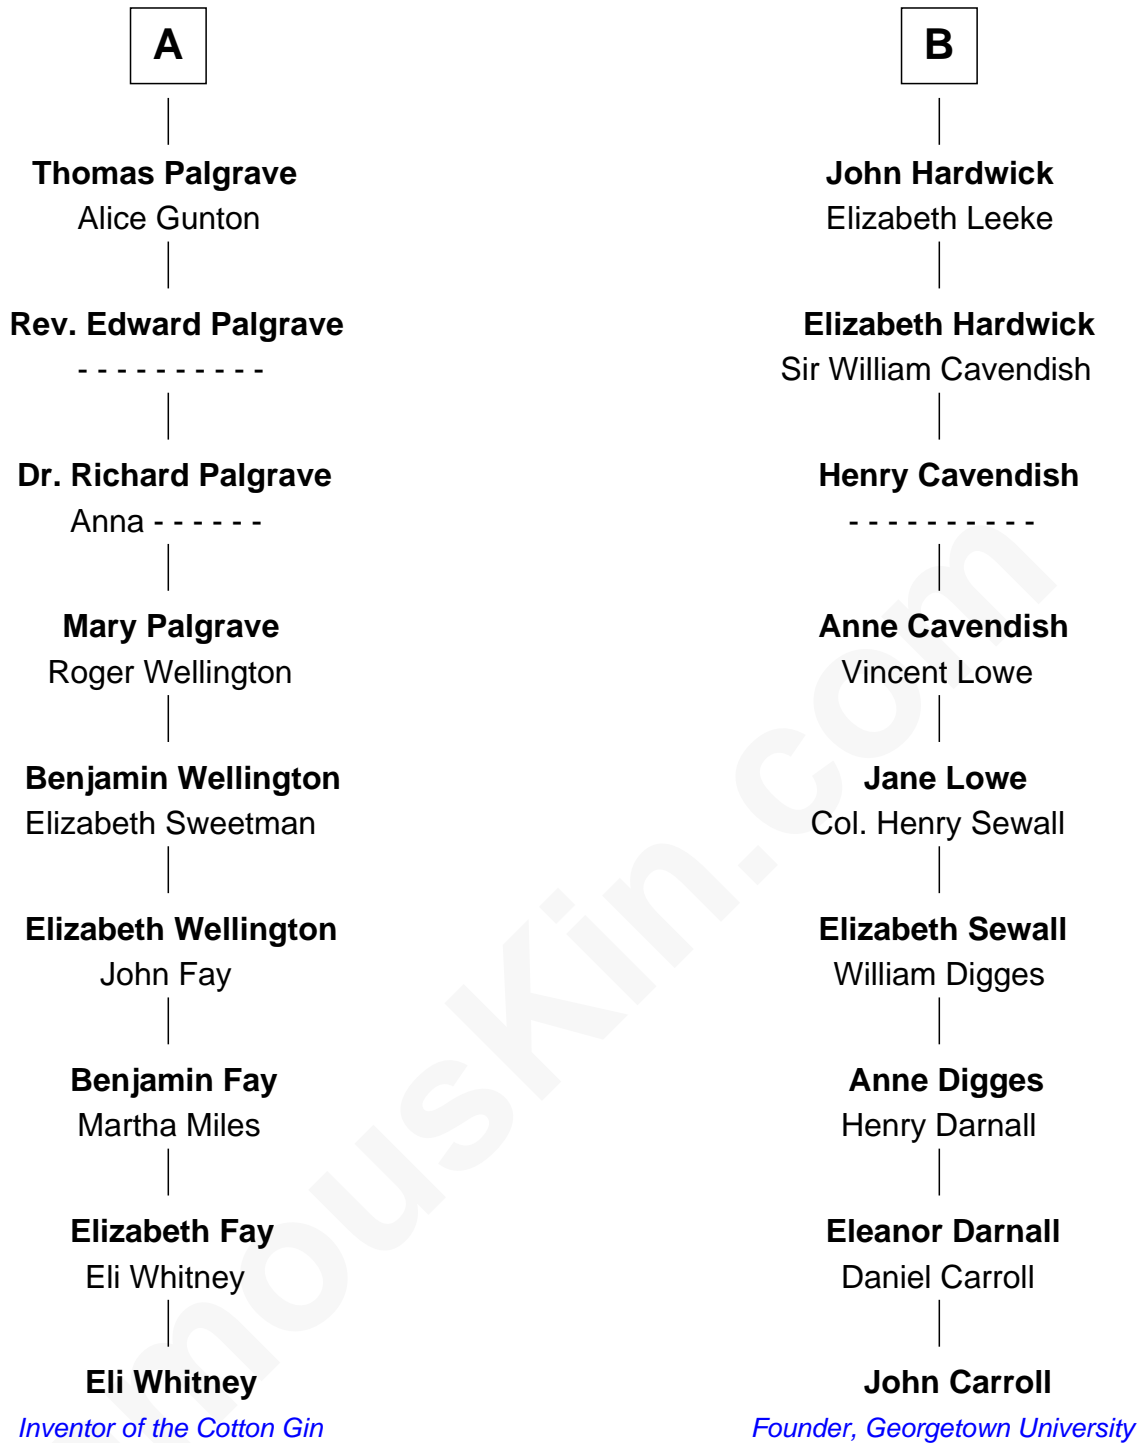 A
Thomas Palgrave
Alice Gunton
Rev. Edward Palgrave
- - - - - - - - - -
Dr. Richard Palgrave
Anna - - - - - -
Mary Palgrave
Roger Wellington
Benjamin Wellington
Elizabeth Sweetman
Elizabeth Wellington
John Fay
Benjamin Fay
Martha Miles
Elizabeth Fay
Eli Whitney
Eli Whitney
Inventor of the Cotton Gin
B
John Hardwick
Elizabeth Leeke
Elizabeth Hardwick
Sir William Cavendish
Henry Cavendish
- - - - - - - - - -
Anne Cavendish
Vincent Lowe
Jane Lowe
Col. Henry Sewall
Elizabeth Sewall
William Digges
Anne Digges
Henry Darnall
Eleanor Darnall
Daniel Carroll
John Carroll
Founder, Georgetown University
mousKin.com